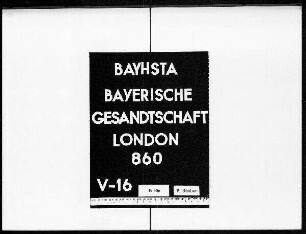 BAYHSTA
BAYERISCHE
GESANDTSCHAFT
LONDON
860
V-16